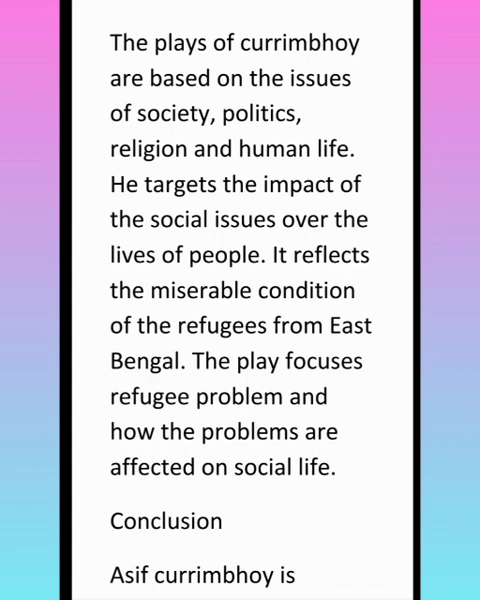 The plays of currimbhoy
are based on the issues
of society, politics,
religion and human life.
He targets the impact of
the social issues over the
lives of people. It reflects
the miserable condition
of the refugees from East
Bengal. The play focuses
refugee problem and
how the problems are
affected on social life.
Conclusion
Asif currimbhoy is